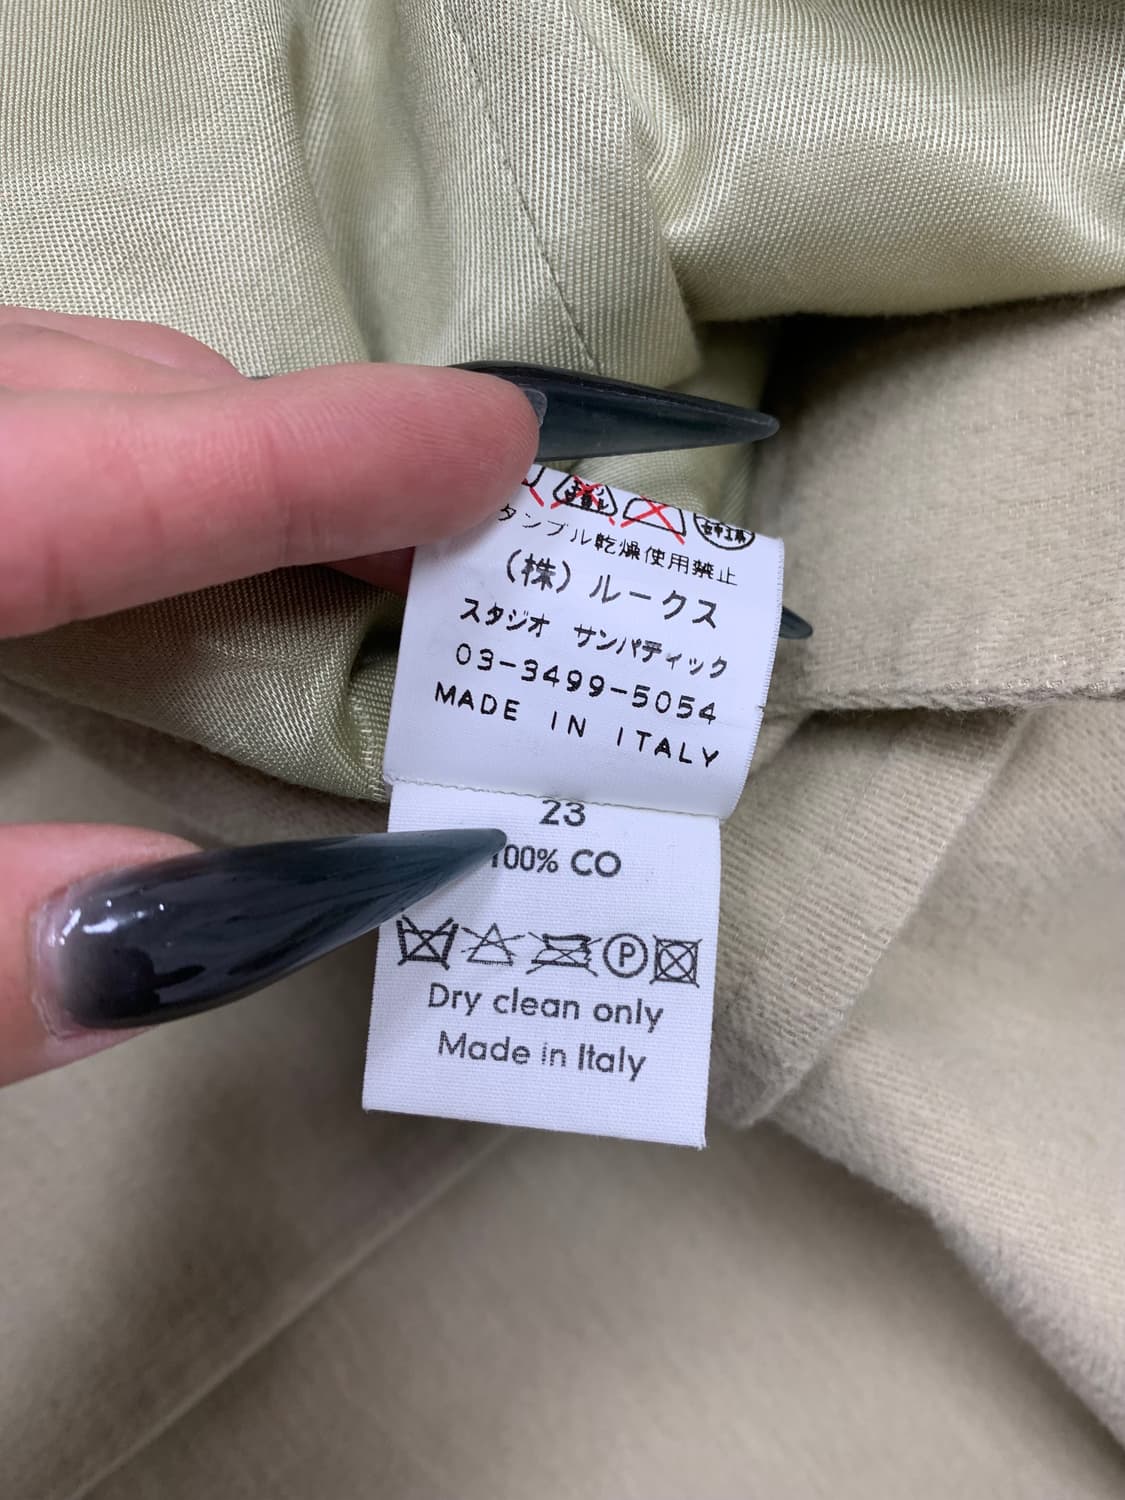 タンブル乾燥使用禁止
(株)ルークス
スタジオ サンパティック
03-3499-5054
MADE IN ITALY
23
100% CO
P
Dry clean only
Made in Italy